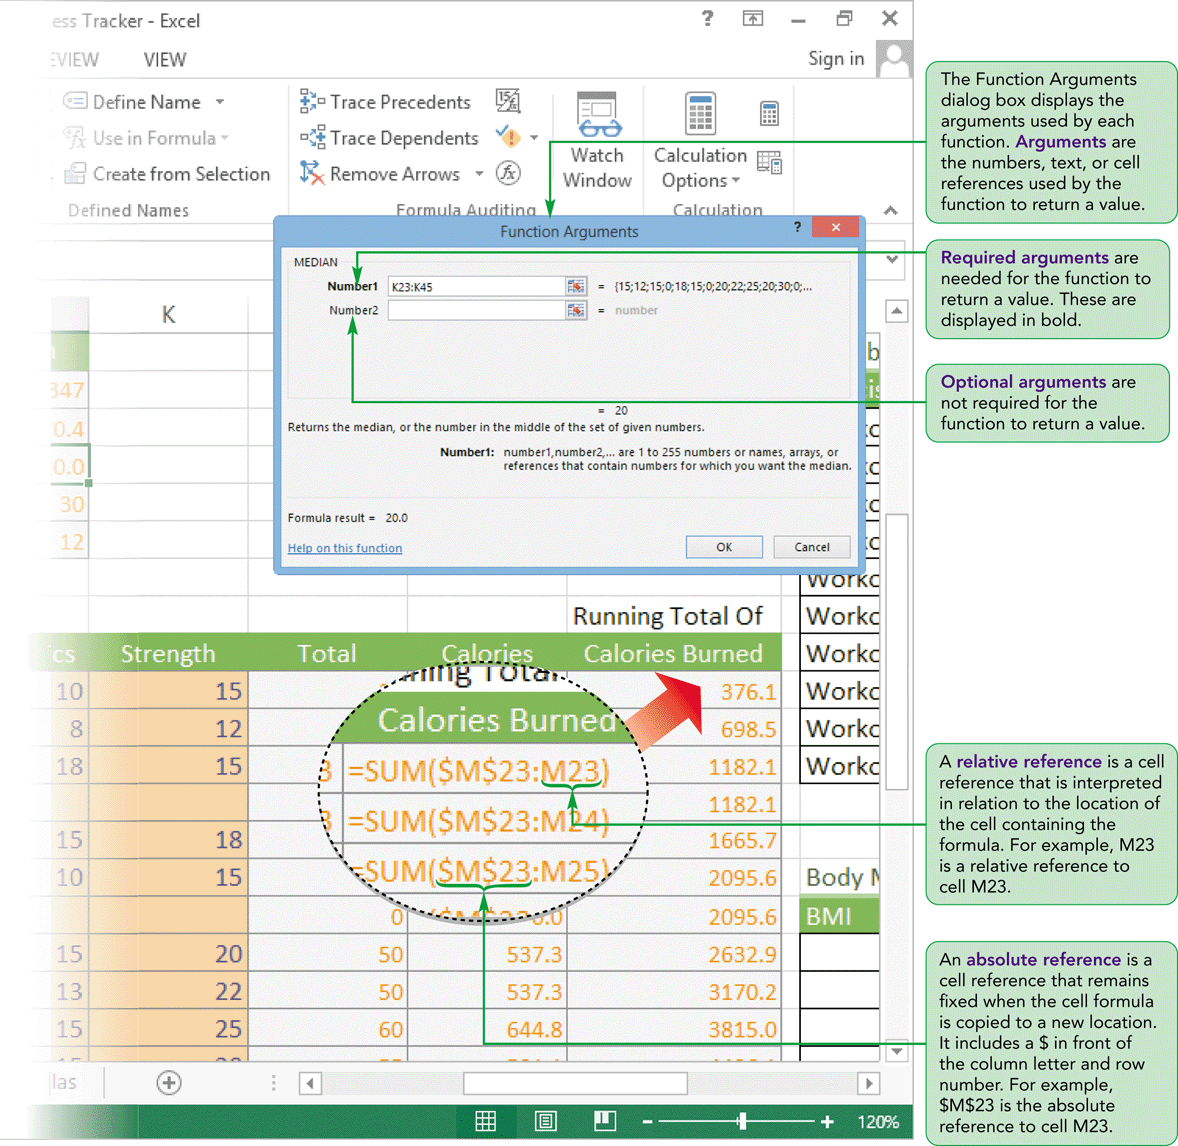 ess Tracker - Excel
? 
EVIEW VIEW Sign in
Define Name
Use in Formula
Create from Selection
Defined Names
Trace Precedents
Trace Dependents
Remove Arrows
Formula Auditing
Watch
Window
Calculation
Options
Calculation
Function Arguments ?
MEDIAN
Number1 K23:K45 = {15;12;15;0;18;15;0;20;22;25;20;30;0;...
Number2 = number
= 20
Returns the median, or the number in the middle of the set of given numbers.
Number1: number1,number2,... are 1 to 255 numbers or names, arrays, or
references that contain numbers for which you want the median.
Formula result = 20.0
Help on this function OK Cancel
K
347
0.4
0.0
30
12
Workc
Running Total Of Workc
cs Strength Total Calories Calories Burned Workc
10 15 376.1 Workc
8 12 698.5 Workc
18 15 1182.1 Workc
1182.1
15 18 1665.7
10 15 2095.6 Body M
0 0.0 2095.6 BMI
15 20 50 537.3 2632.9
13 22 50 537.3 3170.2
15 25 60 644.8 3815.0
nning Total
Calories Burned
3 =SUM($M$23:M23)
3 =SUM($M$23:M24)
=SUM($M$23:M25)
las
120%
The Function Arguments
dialog box displays the
arguments used by each
function. Arguments are
the numbers, text, or cell
references used by the
function to return a value.
Required arguments are
needed for the function to
return a value. These are
displayed in bold.
Optional arguments are
not required for the
function to return a value.
A relative reference is a cell
reference that is interpreted
in relation to the location of
the cell containing the
formula. For example, M23
is a relative reference to
cell M23.
An absolute reference is a
cell reference that remains
fixed when the cell formula
is copied to a new location.
It includes a $ in front of
the column letter and row
number. For example,
$M$23 is the absolute
reference to cell M23.